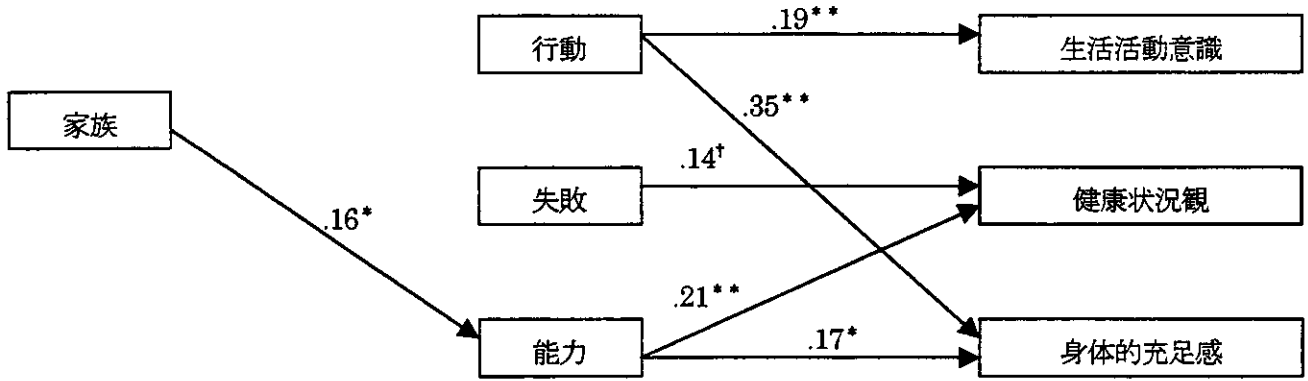 行動
.19**
生活活動意識
家族
.35**
.14†
失敗
健康状況観
.16*
.21**
能力
.17*
身体的充足感